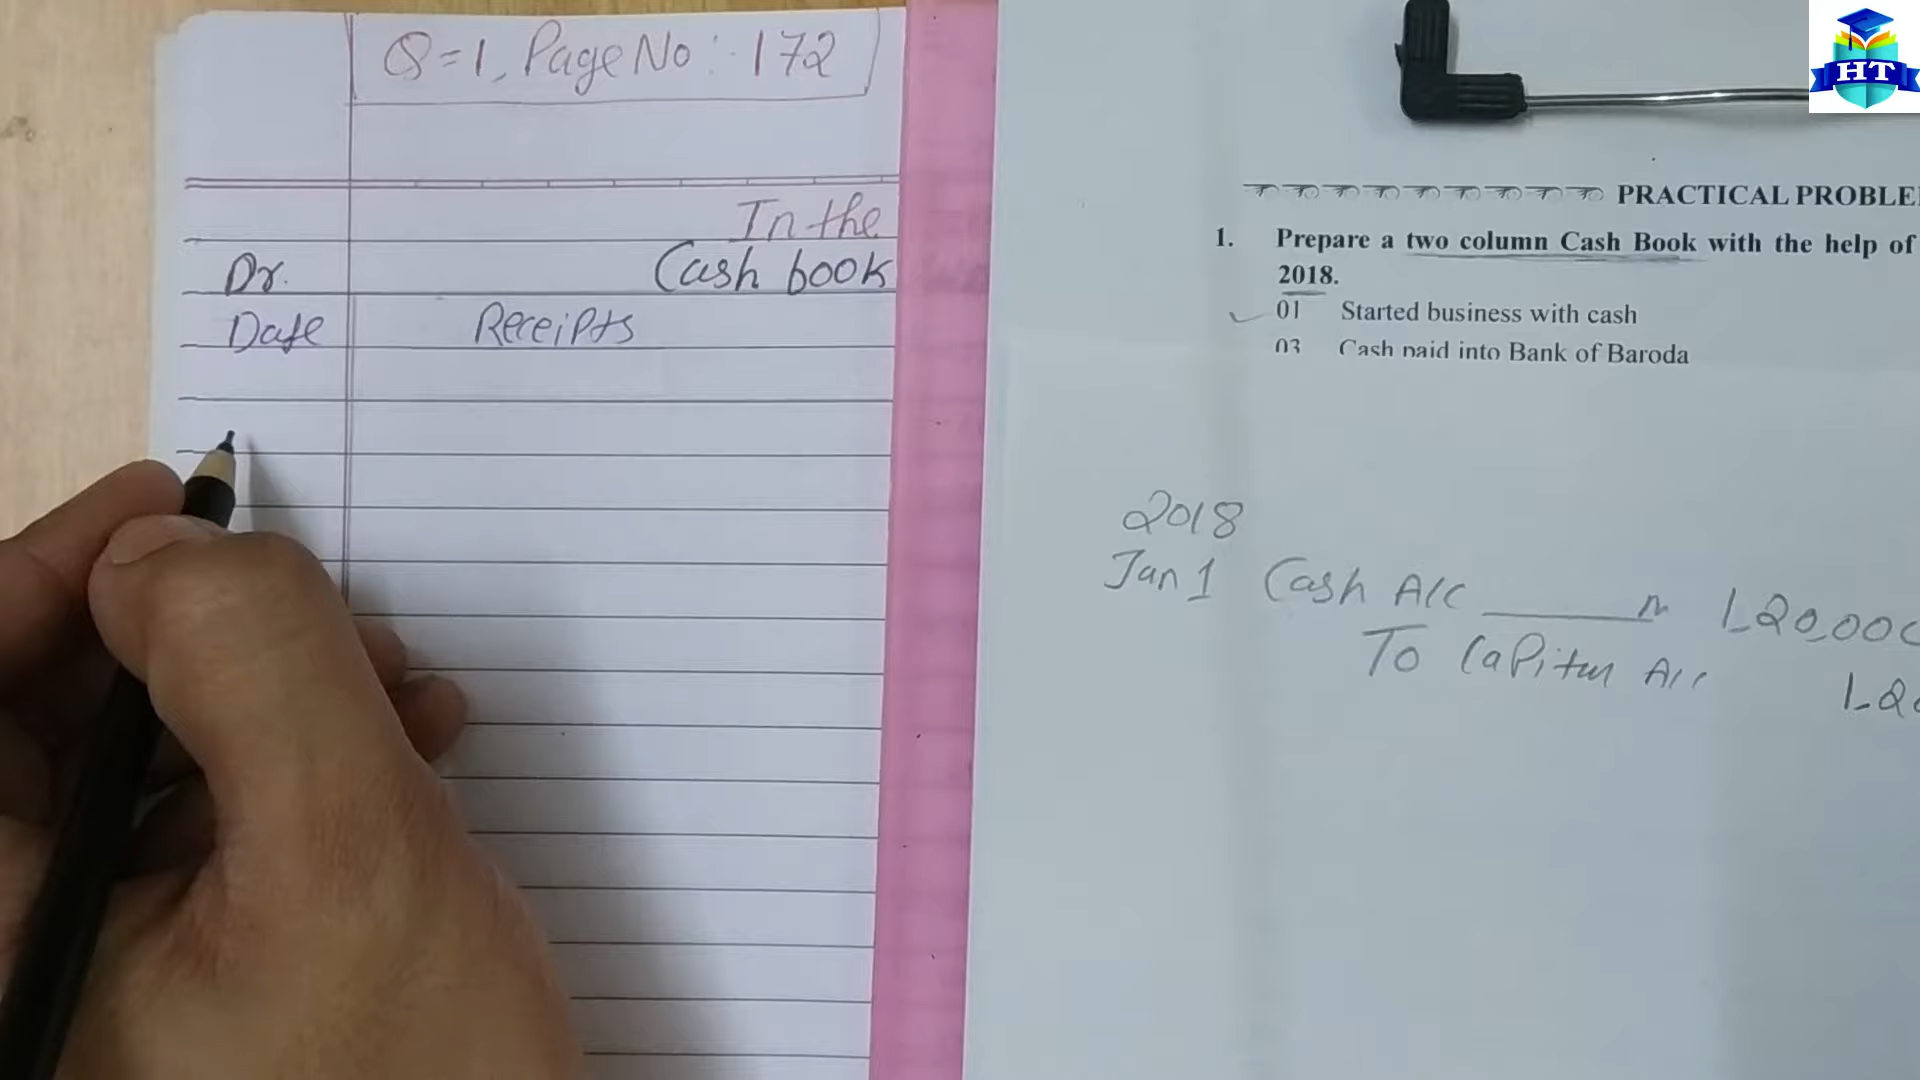 Q=1, Page No:-172
In the
Dr. Cash book
Date Receipts
HT
PRACTICAL PROBLE
1. Prepare a two column Cash Book with the help of
2018.
01 Started business with cash
03 Cash paid into Bank of Baroda
2018
Jan 1 Cash A/c 1,20,000
To Capital A/c 1,20